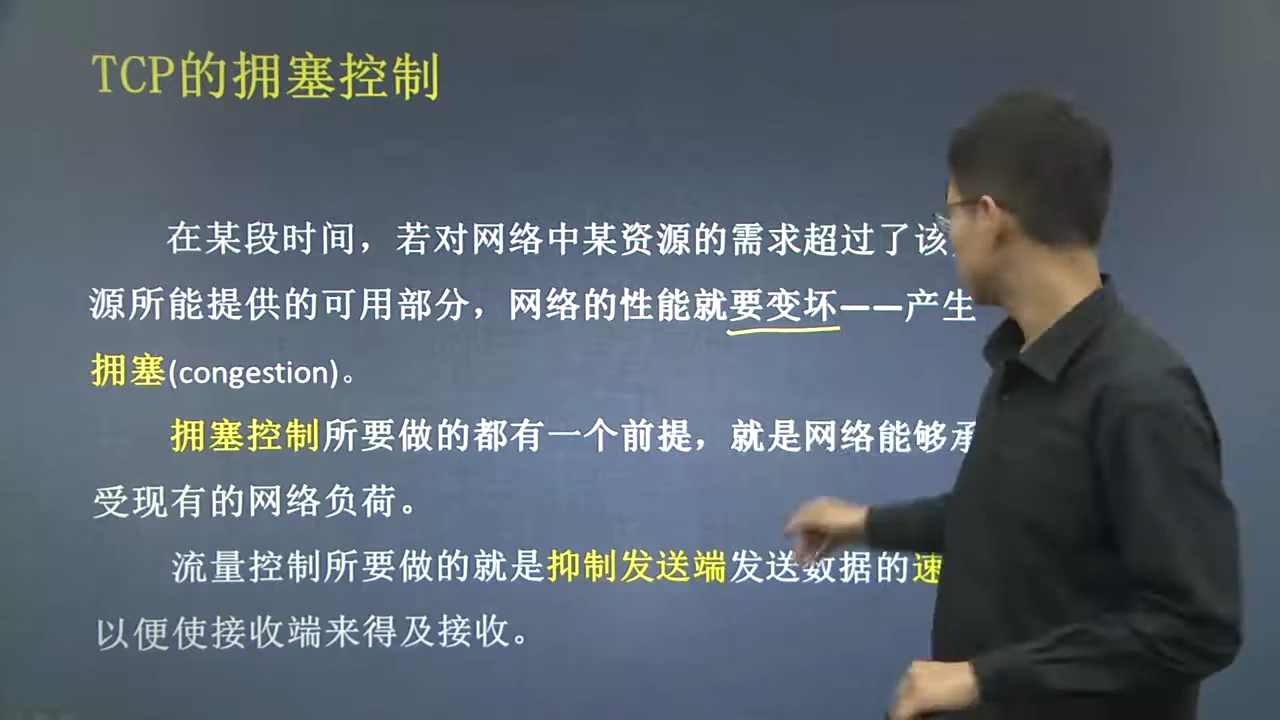 TCP的拥塞控制
在某段时间，若对网络中某资源的需求超过了该
源所能提供的可用部分，网络的性能就要变坏——产生
拥塞(congestion)。
拥塞控制所要做的都有一个前提，就是网络能够承
受现有的网络负荷。
流量控制所要做的就是抑制发送端发送数据的速
以便使接收端来得及接收。